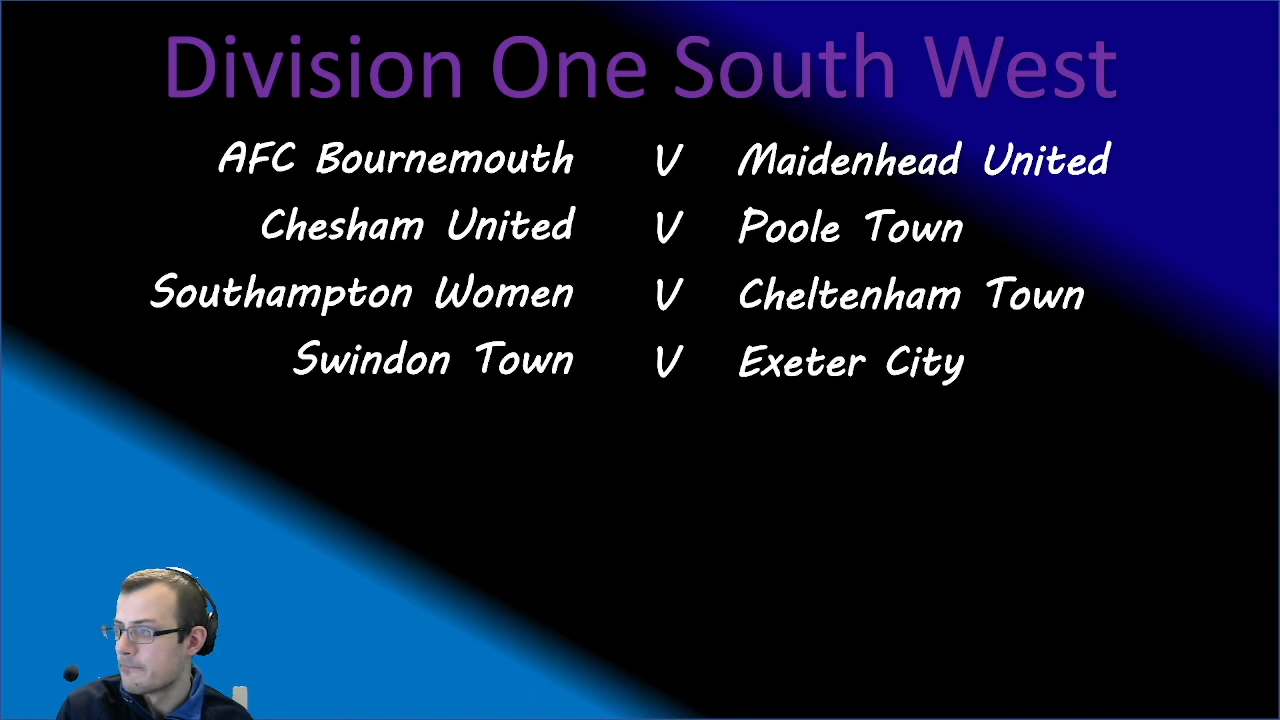 Division One South West
AFC Bournemouth V Maidenhead United
Chesham United V Poole Town
Southampton Women V Cheltenham Town
Swindon Town V Exeter City